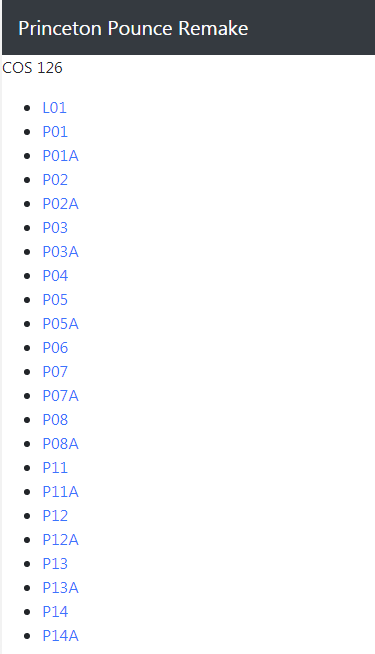 Princeton Pounce Remake
COS 126
L01
P01
P01A
P02
P02A
P03
P03A
P04
P05
P05A
P06
P07
P07A
P08
P08A
P11
P11A
P12
P12A
P13
P13A
P14
P14A